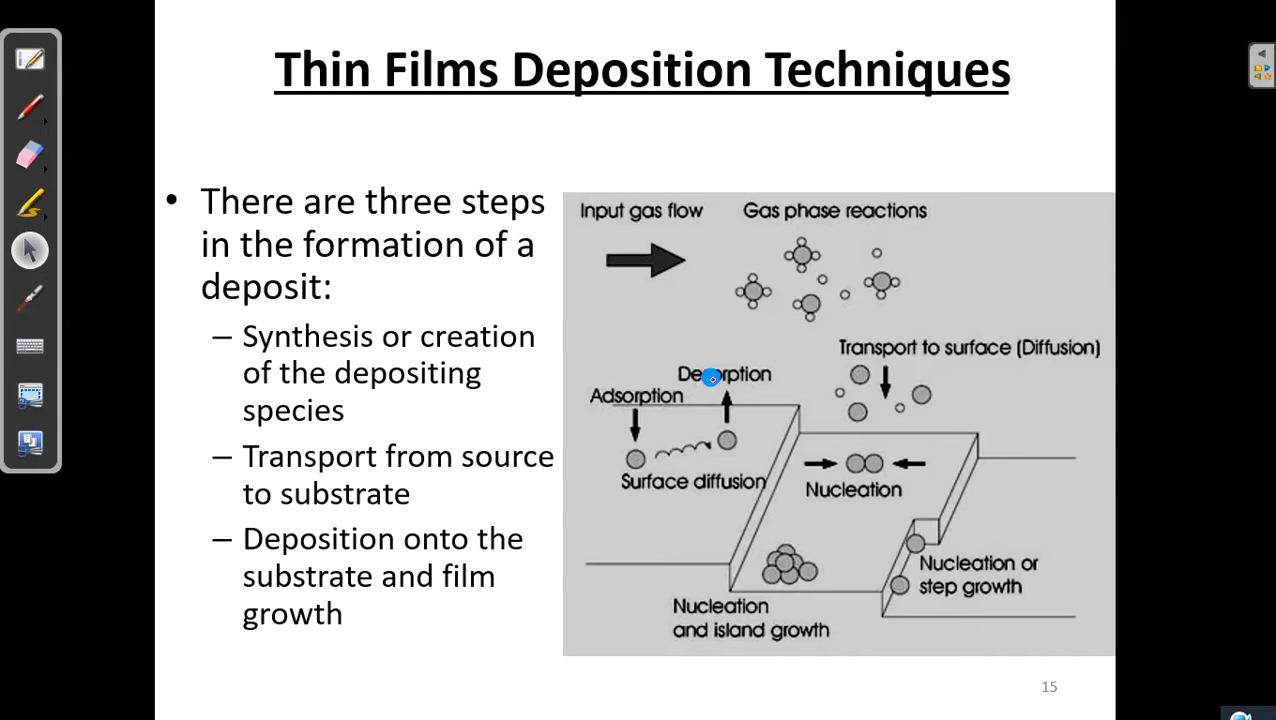 Thin Films Deposition Techniques
• There are three steps
in the formation of a
deposit:
– Synthesis or creation
of the depositing
species
– Transport from source
to substrate
– Deposition onto the
substrate and film
growth
Input gas flow
Gas phase reactions
Transport to surface (Diffusion)
Desorption
Adsorption
Surface diffusion
Nucleation
Nucleation or
step growth
Nucleation
and island growth
15